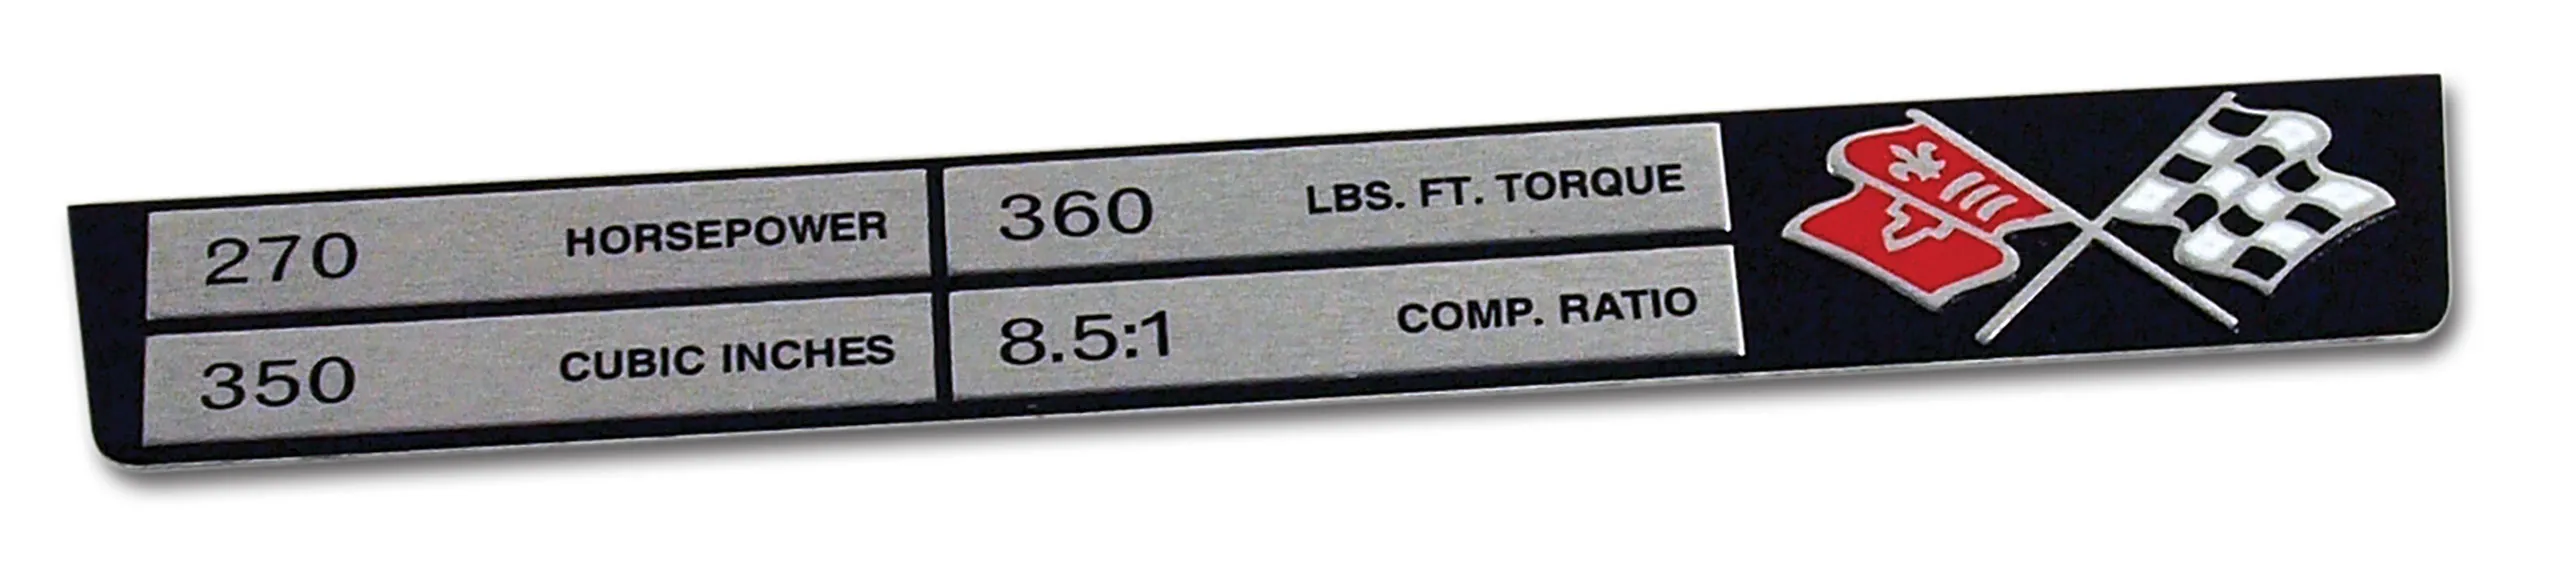 270 HORSEPOWER
360 LBS. FT. TORQUE
350 CUBIC INCHES
8.5:1 COMP. RATIO